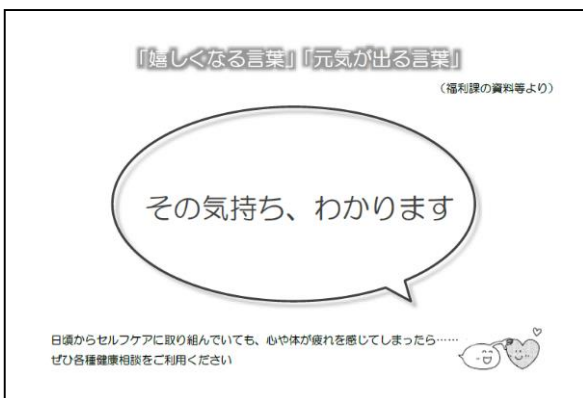 「嬉しくなる言葉」「元気が出る言葉」
（福利課の資料等より）
その気持ち、わかります
日頃からセルフケアに取り組んでいても、心や体が疲れを感じてしまったら……
ぜひ各種健康相談をご利用ください